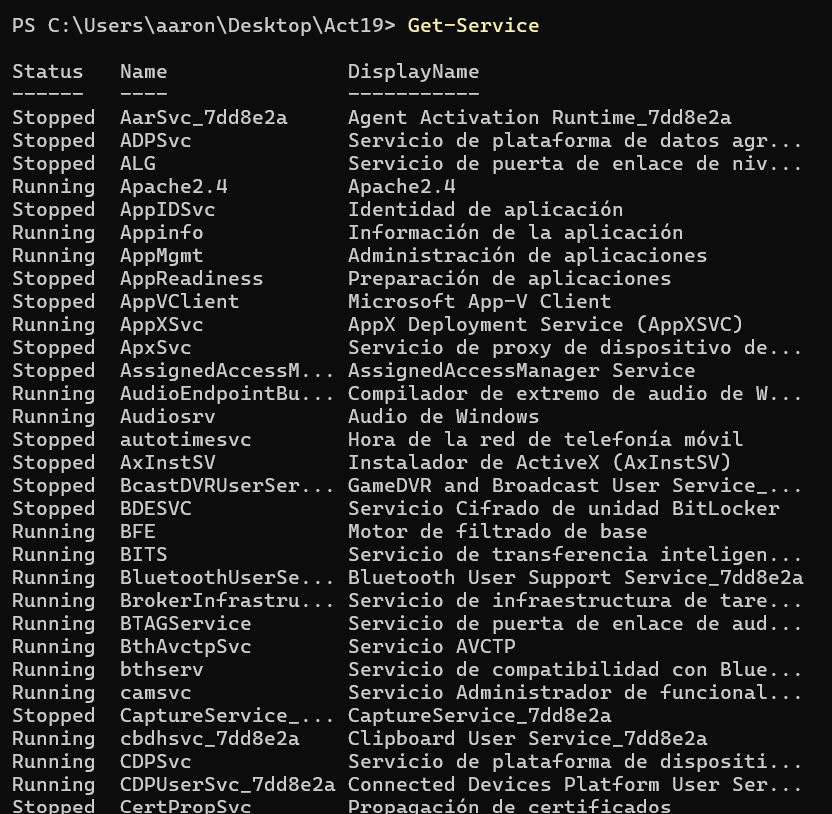 PS C:\Users\aaron\Desktop\Act19> Get-Service
Status   Name               DisplayName
------   ----               -----------
Stopped  AarSvc_7dd8e2a     Agent Activation Runtime_7dd8e2a
Stopped  ADPSvc             Servicio de plataforma de datos agr...
Stopped  ALG                Servicio de puerta de enlace de niv...
Running  Apache2.4          Apache2.4
Stopped  AppIDSvc           Identidad de aplicación
Running  Appinfo            Información de la aplicación
Running  AppMgmt            Administración de aplicaciones
Stopped  AppReadiness       Preparación de aplicaciones
Stopped  AppVClient         Microsoft App-V Client
Running  AppXSvc            AppX Deployment Service (AppXSVC)
Stopped  ApxSvc             Servicio de proxy de dispositivo de...
Stopped  AssignedAccessM... AssignedAccessManager Service
Running  AudioEndpointBu... Compilador de extremo de audio de W...
Running  Audiosrv           Audio de Windows
Stopped  autotimesvc        Hora de la red de telefonía móvil
Stopped  AxInstSV           Instalador de ActiveX (AxInstSV)
Stopped  BcastDVRUserSer... GameDVR and Broadcast User Service_...
Stopped  BDESVC             Servicio Cifrado de unidad BitLocker
Running  BFE                Motor de filtrado de base
Running  BITS               Servicio de transferencia inteligen...
Running  BluetoothUserSe... Bluetooth User Support Service_7dd8e2a
Running  BrokerInfrastru... Servicio de infraestructura de tare...
Running  BTAGService        Servicio de puerta de enlace de aud...
Running  BthAvctpSvc        Servicio AVCTP
Running  bthserv            Servicio de compatibilidad con Blue...
Running  camsvc             Servicio Administrador de funcional...
Stopped  CaptureService_... CaptureService_7dd8e2a
Running  cbdhsvc_7dd8e2a    Clipboard User Service_7dd8e2a
Running  CDPSvc             Servicio de plataforma de dispositi...
Running  CDPUserSvc_7dd8e2a Connected Devices Platform User Ser...
Stopped  CertPropSvc        Propagación de certificados